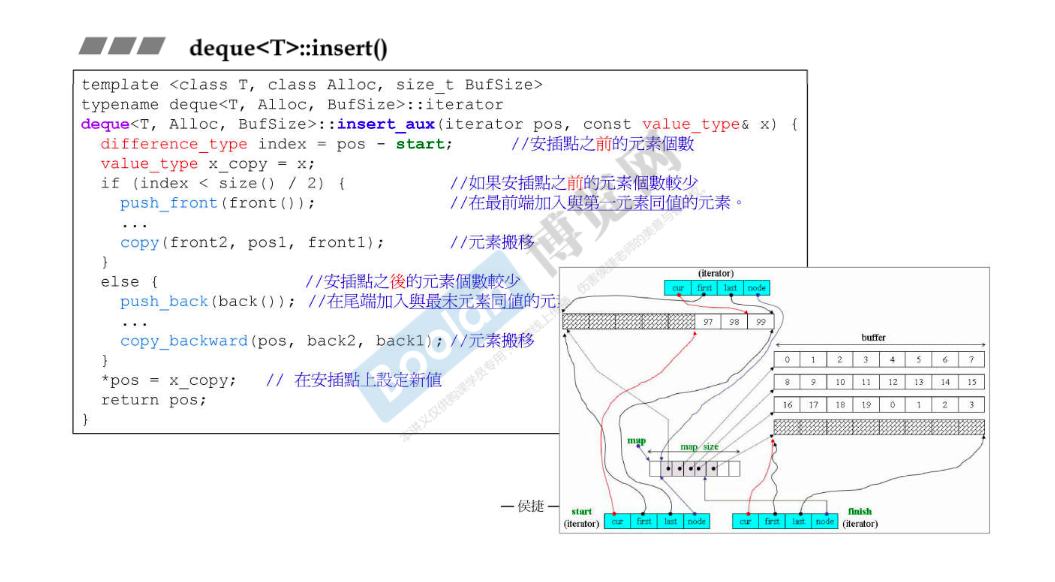 deque<T>::insert()
template <class T, class Alloc, size_t BufSize>
typename deque<T, Alloc, BufSize>::iterator
deque<T, Alloc, BufSize>::insert_aux(iterator pos, const value_type& x) {
difference_type index = pos - start; //安插點之前的元素個數
value_type x_copy = x;
if (index < size() / 2) { //如果安插點之前的元素個數較少
push_front(front()); //在最前端加入與第一元素同值的元素。
...
copy(front2, pos1, front1); //元素搬移
}
else { //安插點之後的元素個數較少
push_back(back()); //在尾端加入與最末元素同值的元
...
copy_backward(pos, back2, back1); //元素搬移
}
*pos = x_copy; // 在安插點上設定新值
return pos;
}
(iterator)
cur first last node
97 98 99
buffer
0 1 2 3 4 5 6 7
8 9 10 11 12 13 14 15
16 17 18 19 0 1 2 3
map
map size
start
(iterator)
cur first last node
cur first last node
finish
(iterator)
— 侯捷 —
Boolan
博览网